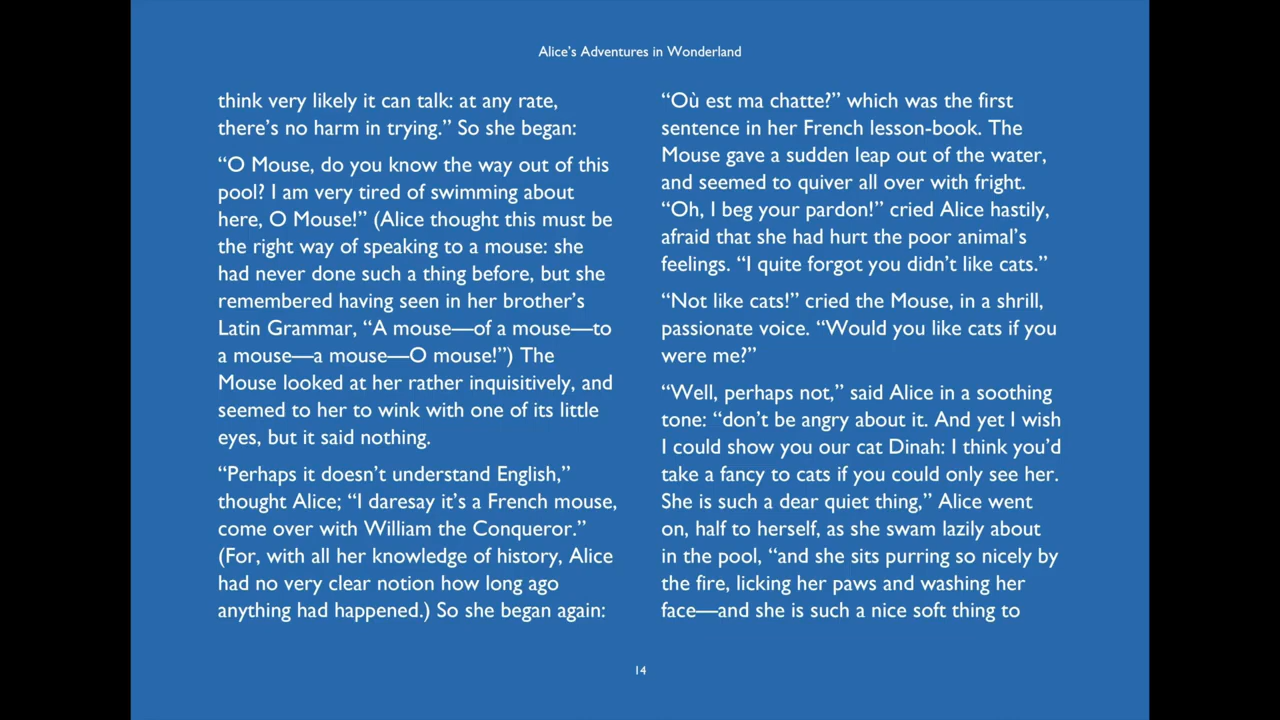 Alice’s Adventures in Wonderland
think very likely it can talk: at any rate,
there’s no harm in trying.” So she began:
“O Mouse, do you know the way out of this
pool? I am very tired of swimming about
here, O Mouse!” (Alice thought this must be
the right way of speaking to a mouse: she
had never done such a thing before, but she
remembered having seen in her brother’s
Latin Grammar, “A mouse—of a mouse—to
a mouse—a mouse—O mouse!”) The
Mouse looked at her rather inquisitively, and
seemed to her to wink with one of its little
eyes, but it said nothing.
“Perhaps it doesn’t understand English,”
thought Alice; “I daresay it’s a French mouse,
come over with William the Conqueror.”
(For, with all her knowledge of history, Alice
had no very clear notion how long ago
anything had happened.) So she began again:
“Où est ma chatte?” which was the first
sentence in her French lesson-book. The
Mouse gave a sudden leap out of the water,
and seemed to quiver all over with fright.
“Oh, I beg your pardon!” cried Alice hastily,
afraid that she had hurt the poor animal’s
feelings. “I quite forgot you didn’t like cats.”
“Not like cats!” cried the Mouse, in a shrill,
passionate voice. “Would you like cats if you
were me?”
“Well, perhaps not,” said Alice in a soothing
tone: “don’t be angry about it. And yet I wish
I could show you our cat Dinah: I think you’d
take a fancy to cats if you could only see her.
She is such a dear quiet thing,” Alice went
on, half to herself, as she swam lazily about
in the pool, “and she sits purring so nicely by
the fire, licking her paws and washing her
face—and she is such a nice soft thing to
14